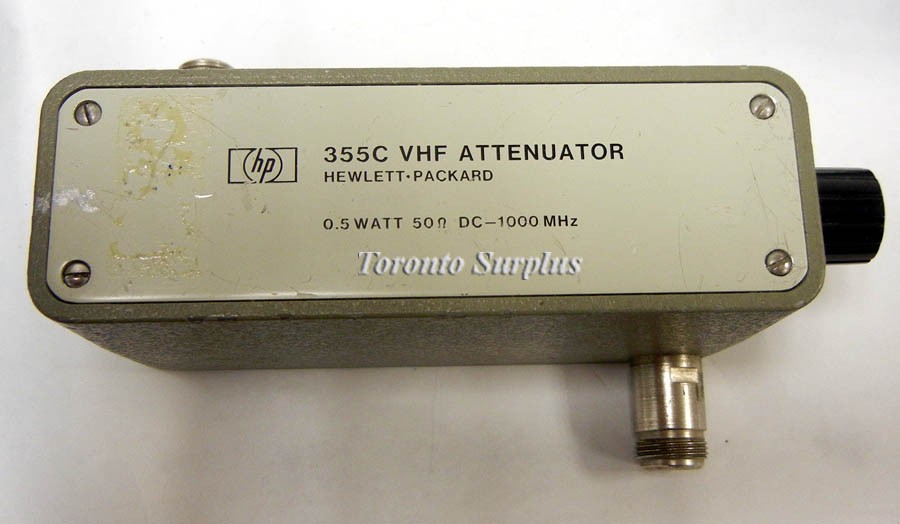 hp
355C VHF ATTENUATOR
HEWLETT·PACKARD
0.5 WATT 50Ω DC–1000 MHz
Toronto Surplus